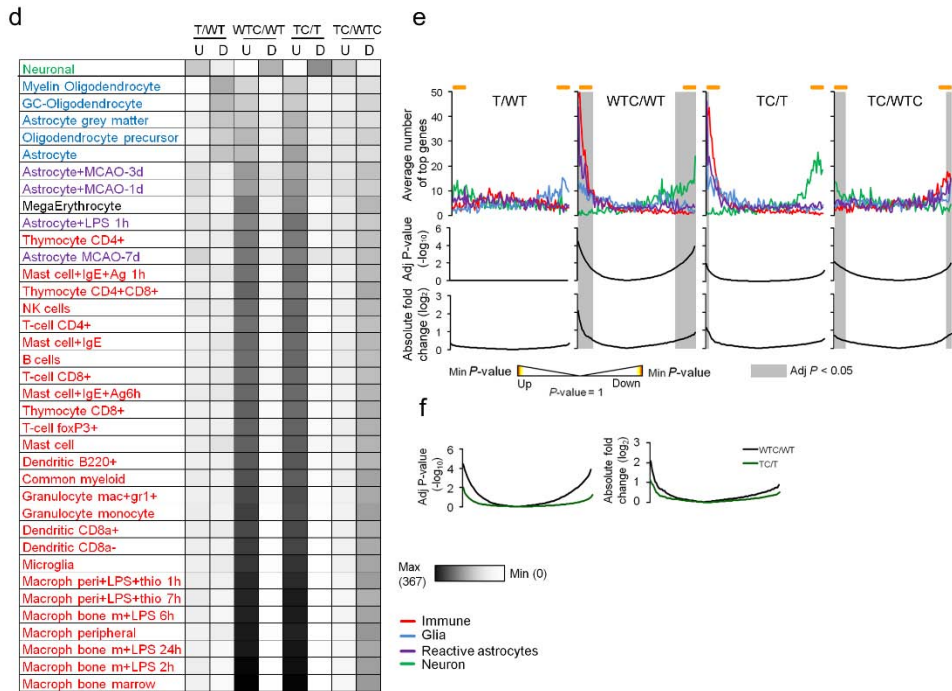 d
T/WT WTC/WT TC/T TC/WTC
U D U D U D U D
Neuronal
Myelin Oligodendrocyte
GC-Oligodendrocyte
Astrocyte grey matter
Oligodendrocyte precursor
Astrocyte
Astrocyte+MCAO-3d
Astrocyte+MCAO-1d
MegaErythrocyte
Astrocyte+LPS 1h
Thymocyte CD4+
Astrocyte MCAO-7d
Mast cell+IgE+Ag 1h
Thymocyte CD4+CD8+
NK cells
T-cell CD4+
Mast cell+IgE
B cells
T-cell CD8+
Mast cell+IgE+Ag6h
Thymocyte CD8+
T-cell foxP3+
Mast cell
Dendritic B220+
Common myeloid
Granulocyte mac+gr1+
Granulocyte monocyte
Dendritic CD8a+
Dendritic CD8a-
Microglia
Macroph peri+LPS+thio 1h
Macroph peri+LPS+thio 7h
Macroph bone m+LPS 6h
Macroph peripheral
Macroph bone m+LPS 24h
Macroph bone m+LPS 2h
Macroph bone marrow
e
T/WT WTC/WT TC/T TC/WTC
Average number
of top genes
50
40
30
20
10
0
Adj P-value
(-log10)
6
4
2
0
Absolute fold
change (log2)
3
2
1
0
Min P-value
Up
P-value = 1
Down
Min P-value
Adj P < 0.05
f
Adj P-value
(-log10)
6
4
2
0
Absolute fold
change (log2)
3
2
1
0
WTC/WT
TC/T
Max
(367)
Min (0)
Immune
Glia
Reactive astrocytes
Neuron